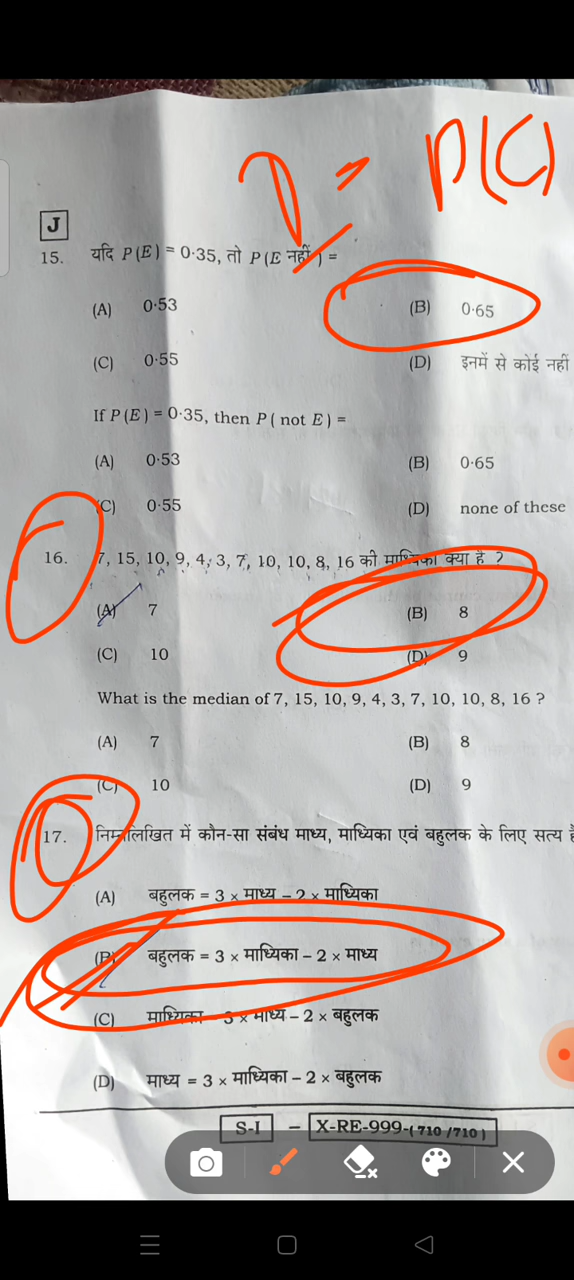 ? = P(C)
J
15. यदि P(E) = 0·35, तो P(E नहीं) =
(A) 0·53 (B) 0·65
(C) 0·55 (D) इनमें से कोई नहीं
If P(E) = 0·35, then P( not E ) =
(A) 0·53 (B) 0·65
(C) 0·55 (D) none of these
16. 7, 15, 10, 9, 4, 3, 7, 10, 10, 8, 16 की माध्यिका क्या है ?
(A) 7 (B) 8
(C) 10 (D) 9
What is the median of 7, 15, 10, 9, 4, 3, 7, 10, 10, 8, 16 ?
(A) 7 (B) 8
(C) 10 (D) 9
17. निम्नलिखित में कौन-सा संबंध माध्य, माध्यिका एवं बहुलक के लिए सत्य है
(A) बहुलक = 3 × माध्य – 2 × माध्यिका
(B) बहुलक = 3 × माध्यिका – 2 × माध्य
(C) माध्यिका = 3 × माध्य – 2 × बहुलक
(D) माध्य = 3 × माध्यिका – 2 × बहुलक
S-I – X-RE-999-(710/710)